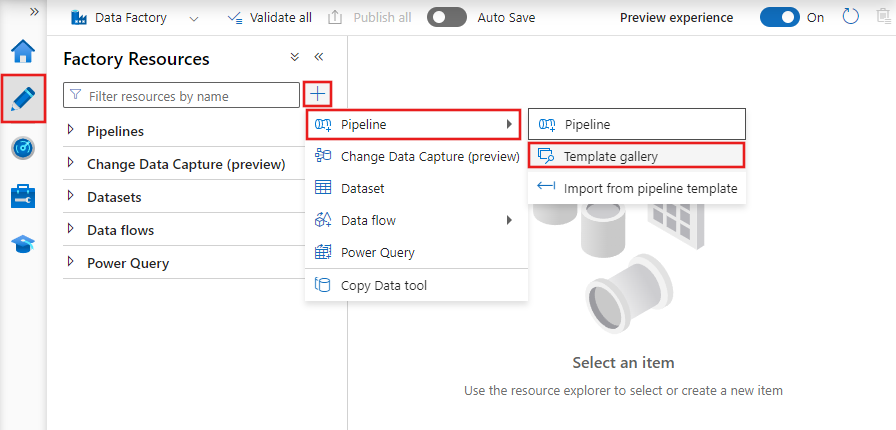 Data Factory
Validate all
Publish all
Auto Save
Preview experience
On
Factory Resources
Filter resources by name
Pipelines
Change Data Capture (preview)
Datasets
Data flows
Power Query
Pipeline
Change Data Capture (preview)
Dataset
Data flow
Power Query
Copy Data tool
Pipeline
Template gallery
Import from pipeline template
Select an item
Use the resource explorer to select or create a new item